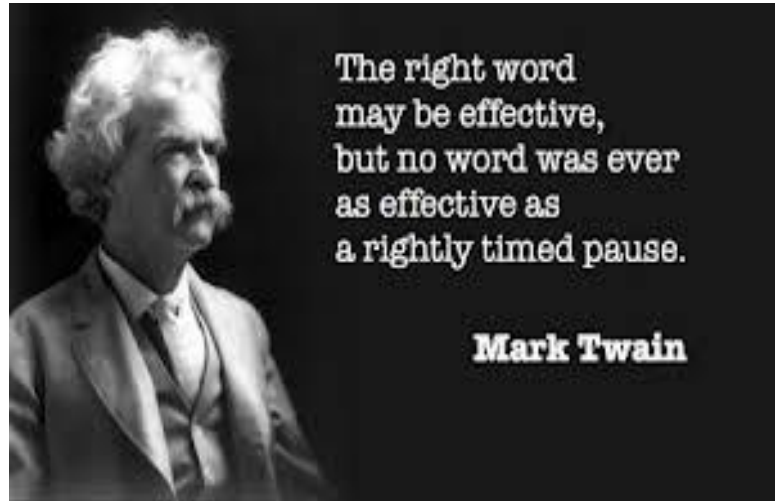 The right word
may be effective,
but no word was ever
as effective as
a rightly timed pause.
Mark Twain